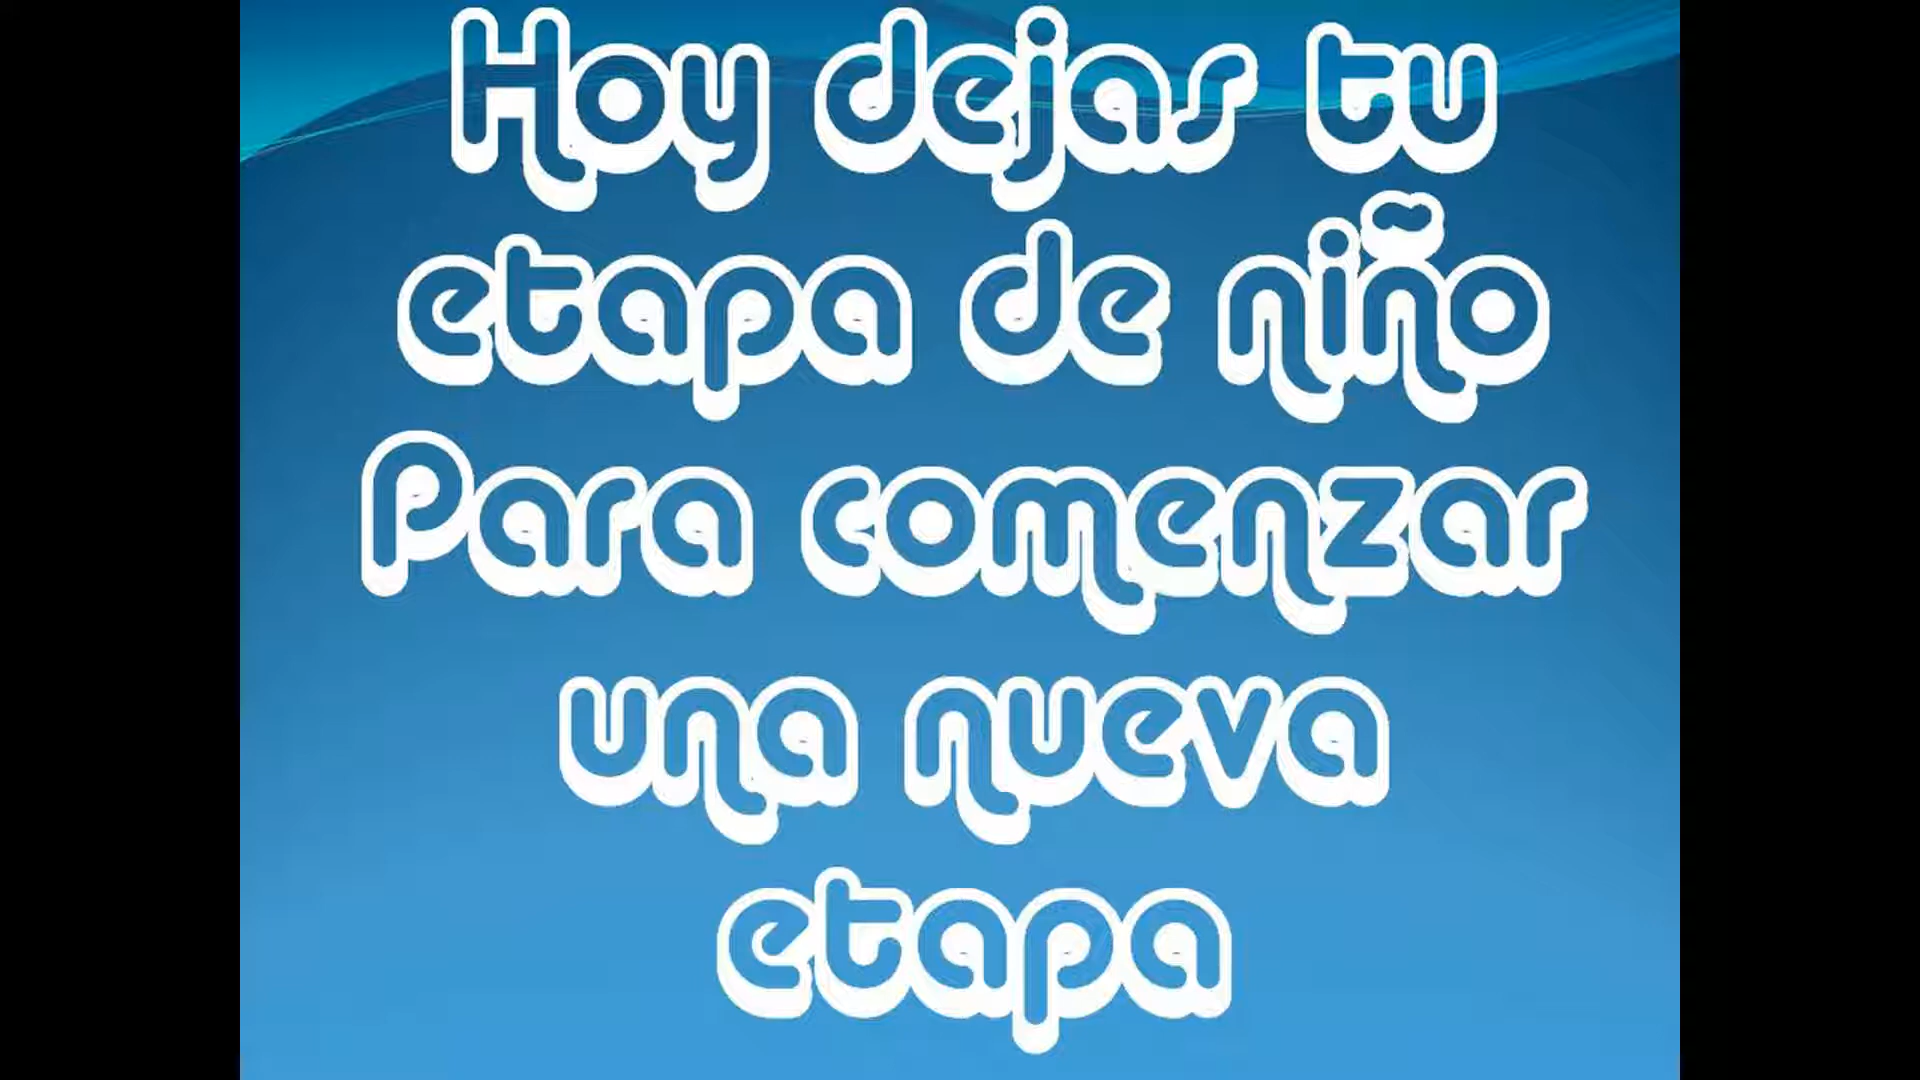 Hoy dejas tu
etapa de niño
Para comenzar
una nueva
etapa